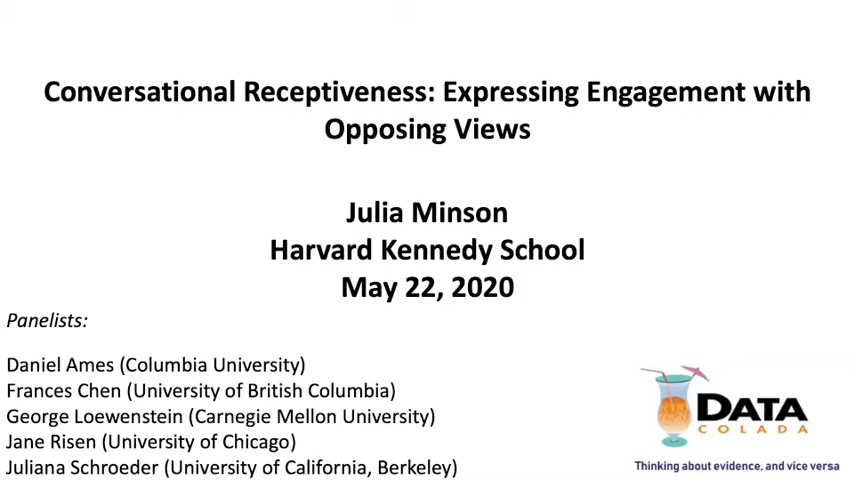 Conversational Receptiveness: Expressing Engagement with
Opposing Views
Julia Minson
Harvard Kennedy School
May 22, 2020
Panelists:
Daniel Ames (Columbia University)
Frances Chen (University of British Columbia)
George Loewenstein (Carnegie Mellon University)
Jane Risen (University of Chicago)
Juliana Schroeder (University of California, Berkeley)
DATA
COLADA
Thinking about evidence, and vice versa